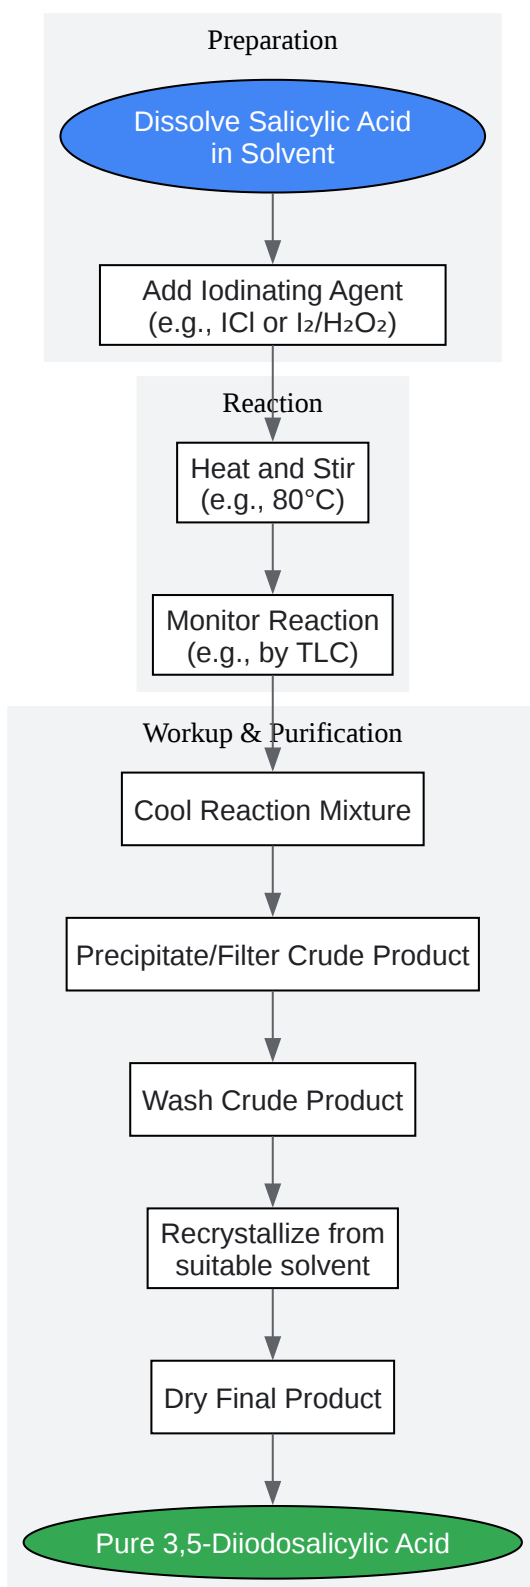 Preparation
Dissolve Salicylic Acid
in Solvent
Add Iodinating Agent
(e.g., ICl or I₂/H₂O₂)
Reaction
Heat and Stir
(e.g., 80°C)
Monitor Reaction
(e.g., by TLC)
Workup & Purification
Cool Reaction Mixture
Precipitate/Filter Crude Product
Wash Crude Product
Recrystallize from
suitable solvent
Dry Final Product
Pure 3,5-Diiodosalicylic Acid